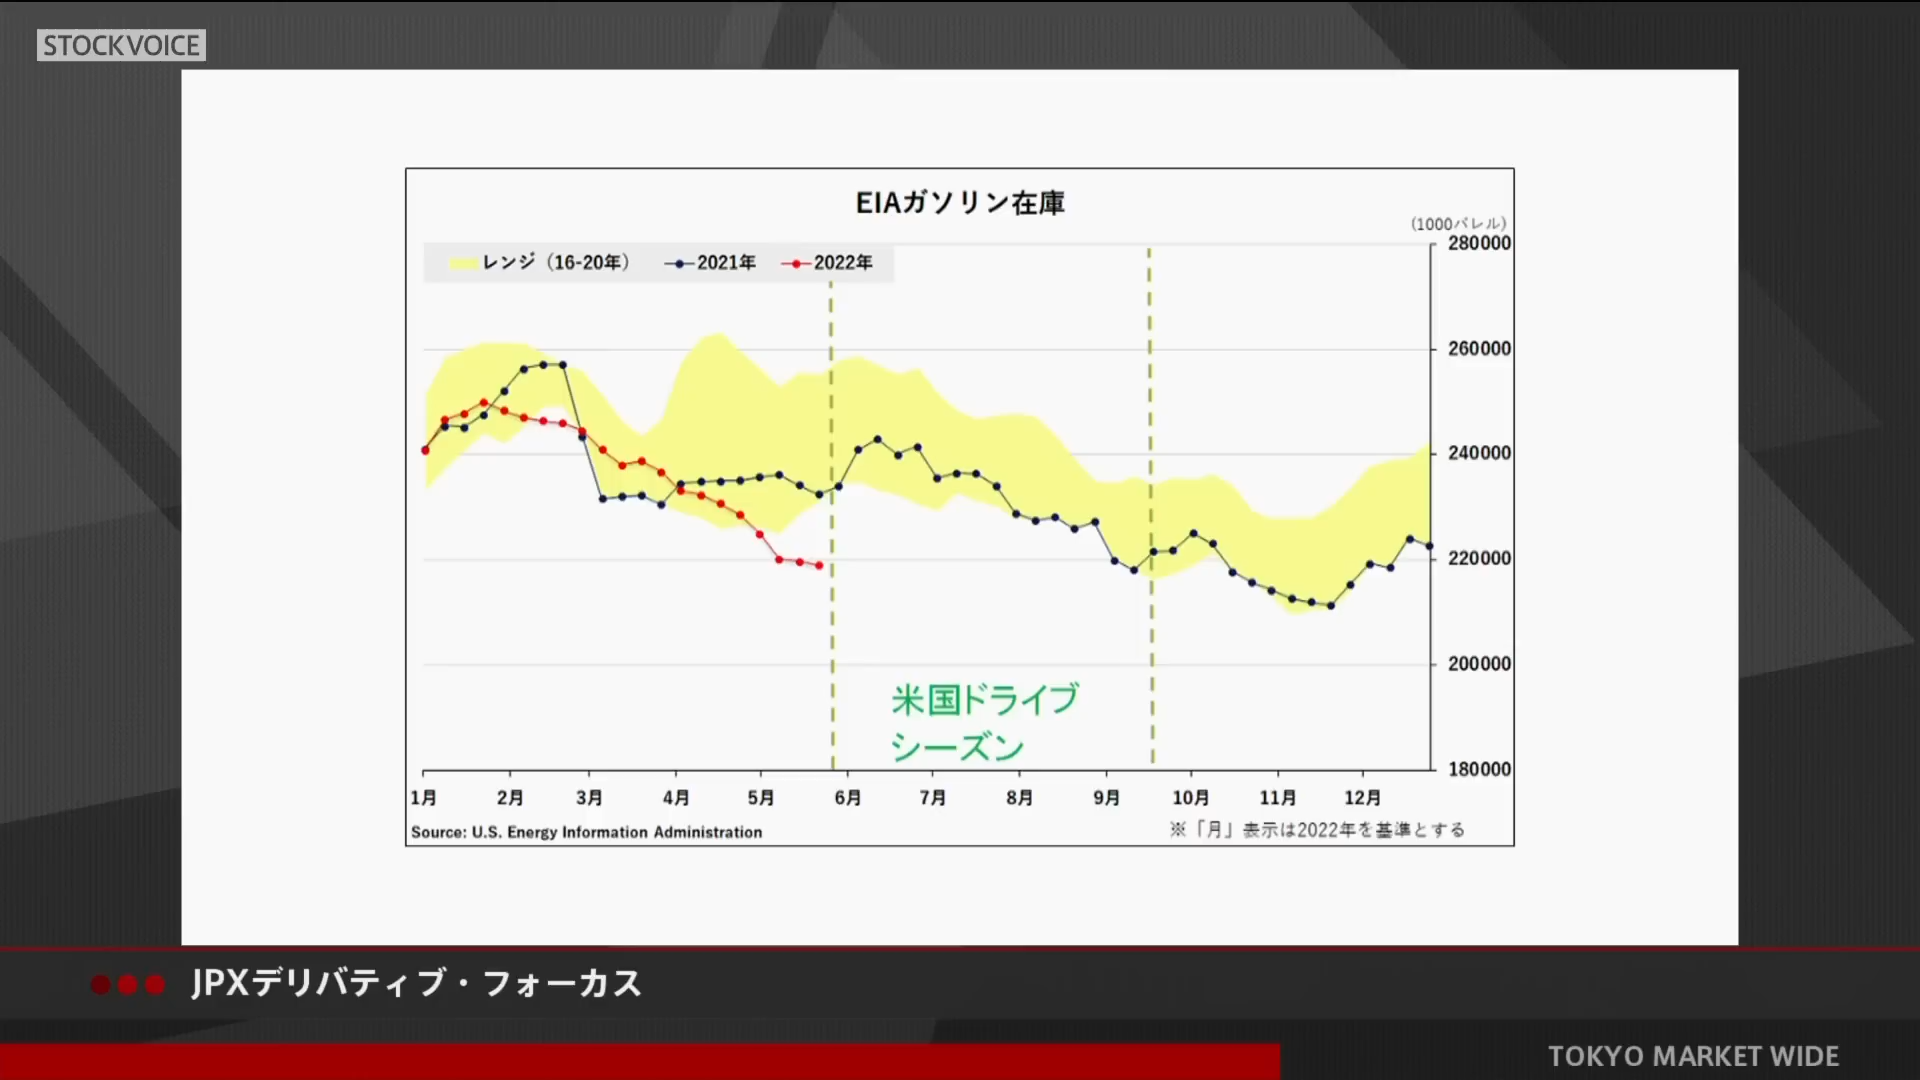 STOCKVOICE
EIAガソリン在庫
(1000バレル)
レンジ（16-20年） 2021年 2022年
280000
260000
240000
220000
200000
180000
米国ドライブ
シーズン
1月 2月 3月 4月 5月 6月 7月 8月 9月 10月 11月 12月
Source: U.S. Energy Information Administration
※「月」表示は2022年を基準とする
JPXデリバティブ・フォーカス
TOKYO MARKET WIDE